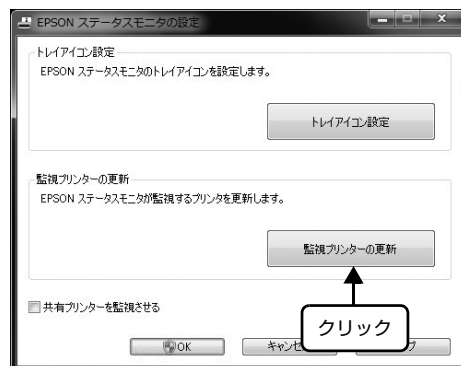 EPSON ステータスモニタの設定
トレイアイコン設定
EPSON ステータスモニタのトレイアイコンを設定します。
トレイアイコン設定
監視プリンターの更新
EPSON ステータスモニタが監視するプリンタを更新します。
監視プリンターの更新
共有プリンターを監視させる
クリック
OK